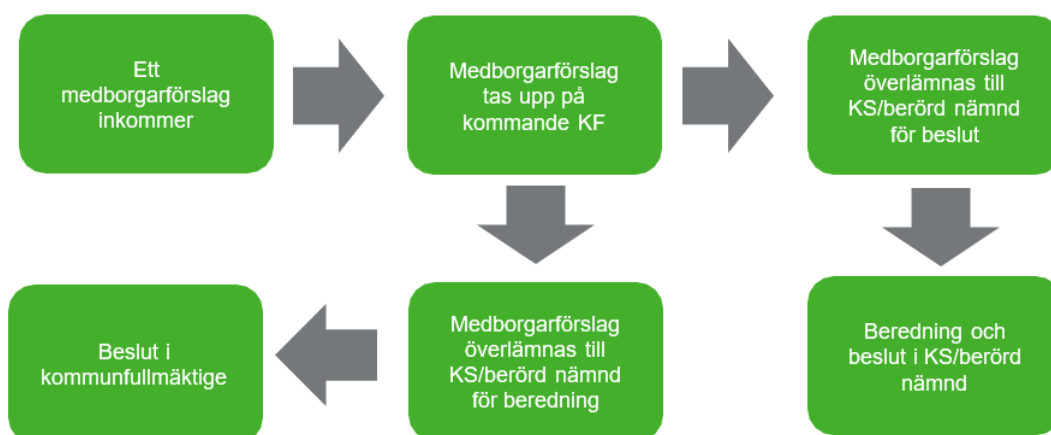 Ett
medborgarförslag
inkommer
Medborgarförslag
tas upp på
kommande KF
Medborgarförslag
överlämnas till
KS/berörd nämnd
för beslut
Beslut i
kommunfullmäktige
Medborgarförslag
överlämnas till
KS/berörd nämnd
för beredning
Beredning och
beslut i KS/berörd
nämnd